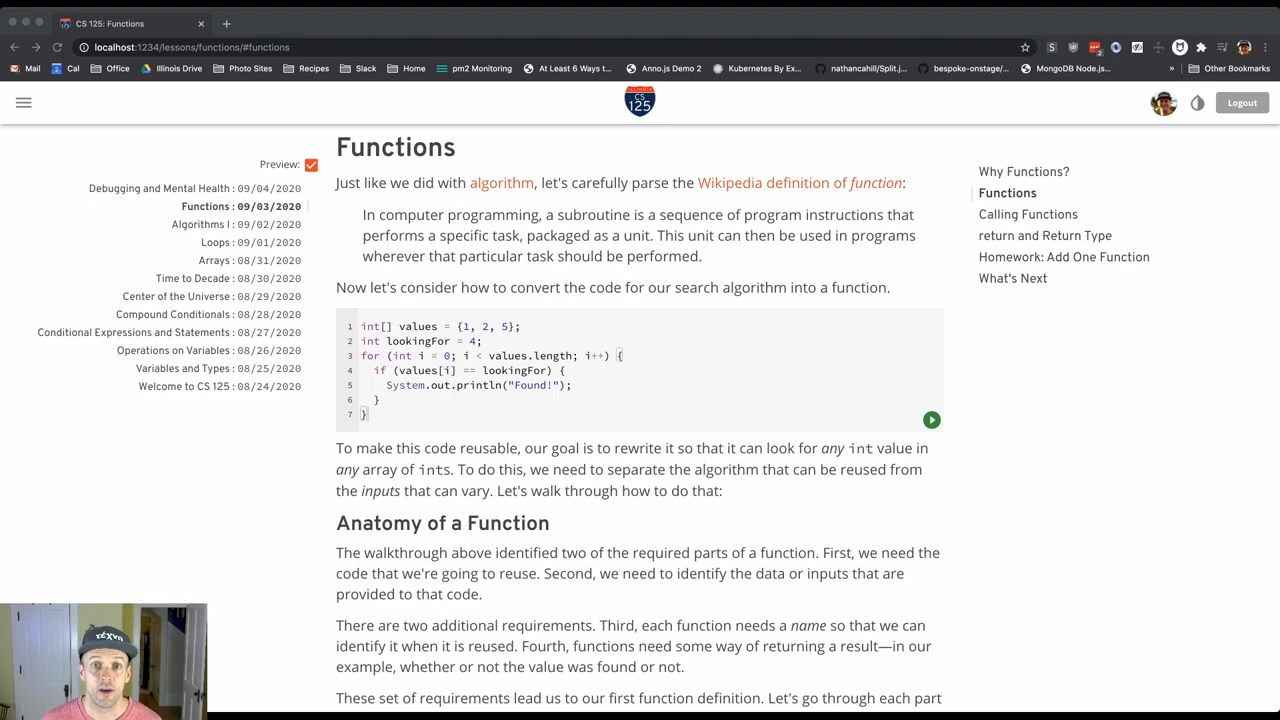 CS 125: Functions
localhost:1234/lessons/functions/#functions
Mail Cal Office Illinois Drive Photo Sites Recipes Slack Home pm2 Monitoring At Least 6 Ways t... Anno.js Demo 2 Kubernetes By Ex... nathancahill/Split.j... bespoke-onstage/... MongoDB Node.js... » Other Bookmarks
ILLINOIS
CS
125
Logout
Preview:
Debugging and Mental Health : 09/04/2020
Functions : 09/03/2020
Algorithms I : 09/02/2020
Loops : 09/01/2020
Arrays : 08/31/2020
Time to Decade : 08/30/2020
Center of the Universe : 08/29/2020
Compound Conditionals : 08/28/2020
Conditional Expressions and Statements : 08/27/2020
Operations on Variables : 08/26/2020
Variables and Types : 08/25/2020
Welcome to CS 125 : 08/24/2020
Functions
Just like we did with algorithm, let's carefully parse the Wikipedia definition of function:
In computer programming, a subroutine is a sequence of program instructions that
performs a specific task, packaged as a unit. This unit can then be used in programs
wherever that particular task should be performed.
Now let's consider how to convert the code for our search algorithm into a function.
1 int[] values = {1, 2, 5};
2 int lookingFor = 4;
3 for (int i = 0; i < values.length; i++) {
4 if (values[i] == lookingFor) {
5 System.out.println("Found!");
6 }
7 }
To make this code reusable, our goal is to rewrite it so that it can look for any int value in
any array of ints. To do this, we need to separate the algorithm that can be reused from
the inputs that can vary. Let's walk through how to do that:
Anatomy of a Function
The walkthrough above identified two of the required parts of a function. First, we need the
code that we're going to reuse. Second, we need to identify the data or inputs that are
provided to that code.
There are two additional requirements. Third, each function needs a name so that we can
identify it when it is reused. Fourth, functions need some way of returning a result—in our
example, whether or not the value was found or not.
These set of requirements lead us to our first function definition. Let's go through each part
Why Functions?
Functions
Calling Functions
return and Return Type
Homework: Add One Function
What's Next